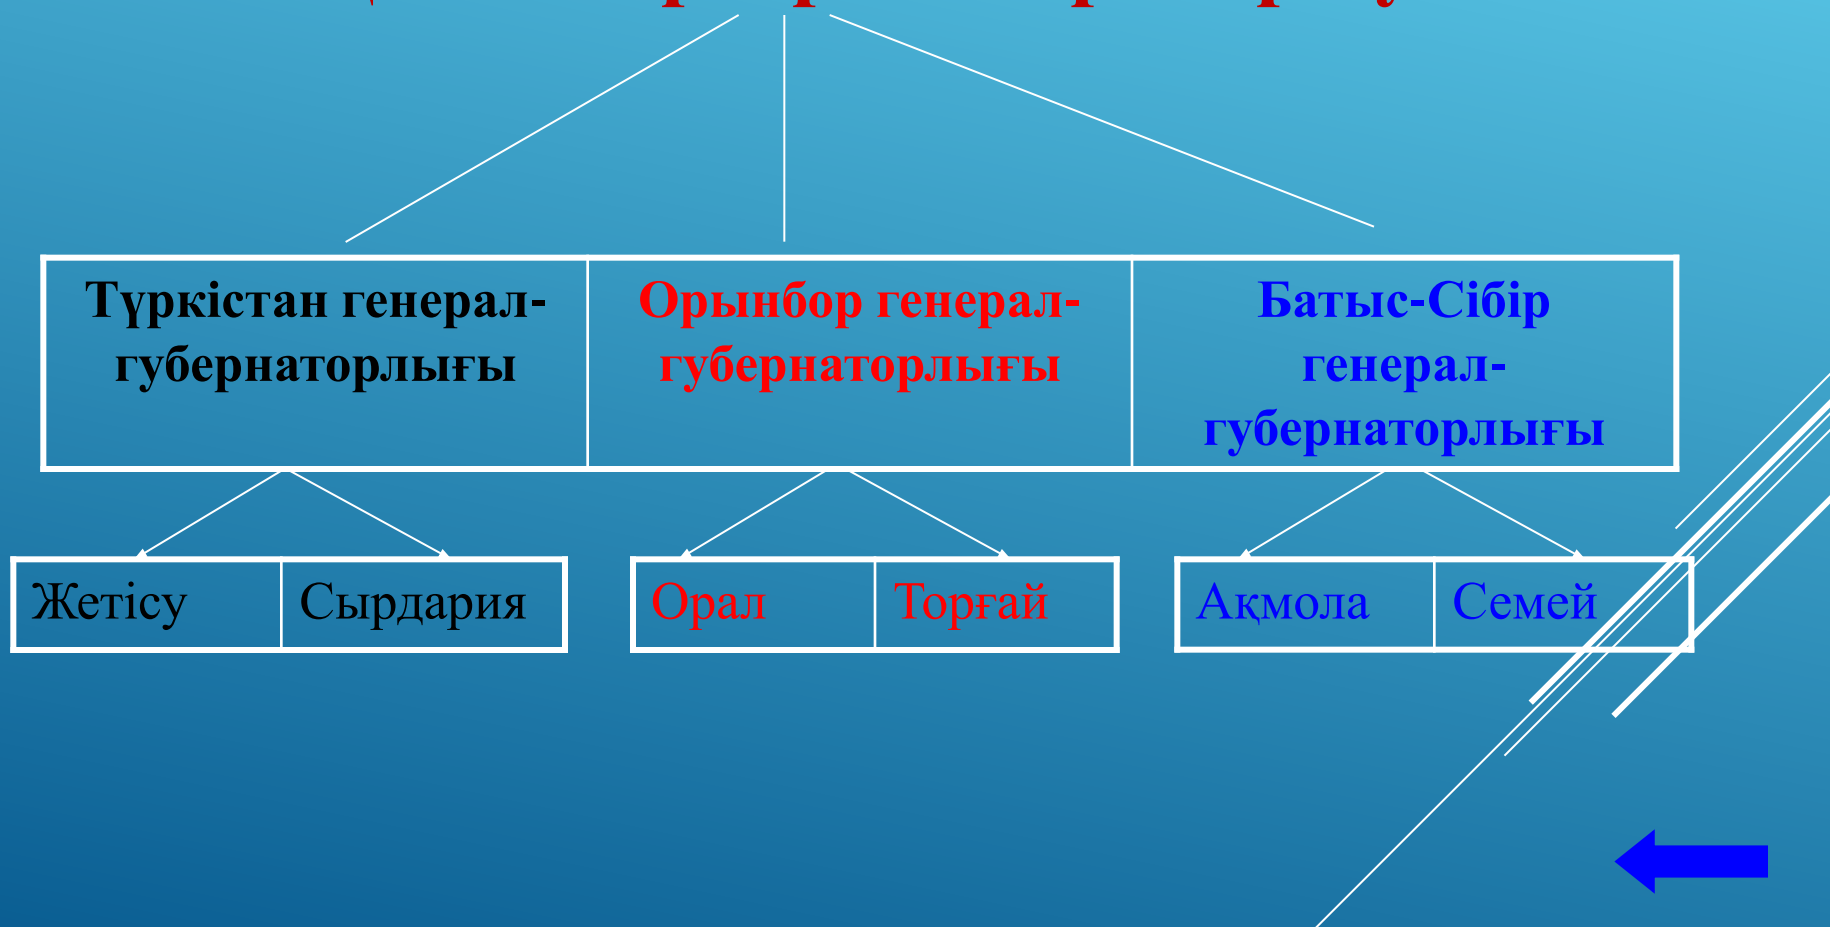 Түркістан генерал-
губернаторлығы
Орынбор генерал-
губернаторлығы
Батыс-Сібір
генерал-
губернаторлығы
Жетісу
Сырдария
Орал
Торғай
Ақмола
Семей